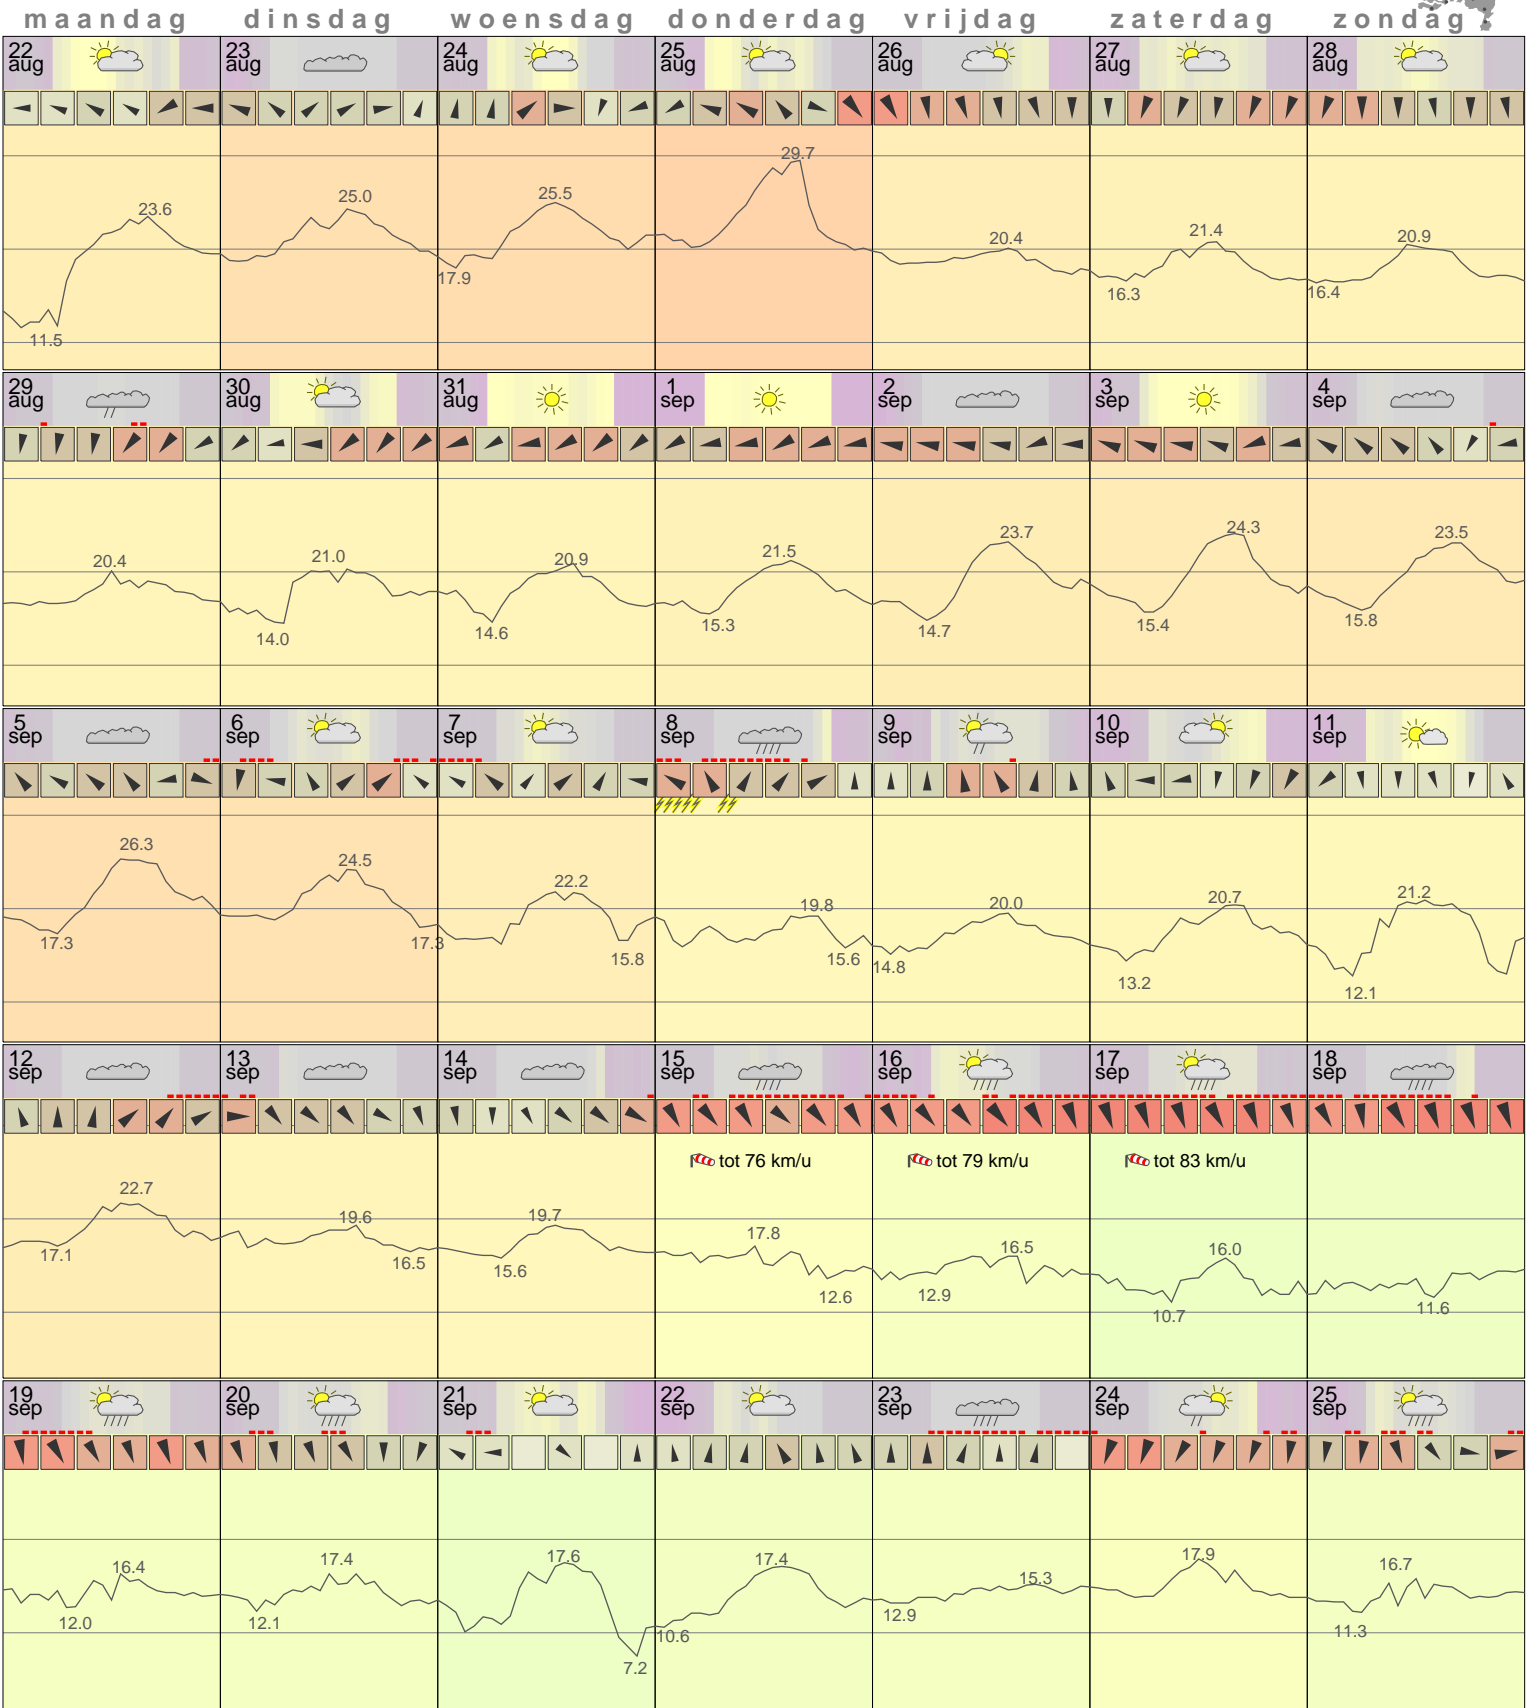 maandag dinsdag woensdag donderdag vrijdag zaterdag zondag
22 aug 23 aug 24 aug 25 aug 26 aug 27 aug 28 aug
23.6 25.0 25.5 29.7 20.4 21.4 20.9
11.5 17.9 16.3 16.4
29 aug 30 aug 31 aug 1 sep 2 sep 3 sep 4 sep
20.4 21.0 20.9 21.5 23.7 24.3 23.5
14.0 14.6 15.3 14.7 15.4 15.8
5 sep 6 sep 7 sep 8 sep 9 sep 10 sep 11 sep
26.3 24.5 22.2 19.8 20.0 20.7 21.2
17.3 17.3 15.8 15.6 14.8 13.2 12.1
12 sep 13 sep 14 sep 15 sep 16 sep 17 sep 18 sep
tot 76 km/u tot 79 km/u tot 83 km/u
22.7 19.6 19.7 17.8 16.5 16.0
17.1 16.5 15.6 12.6 12.9 10.7 11.6
19 sep 20 sep 21 sep 22 sep 23 sep 24 sep 25 sep
16.4 17.4 17.6 17.4 15.3 17.9 16.7
12.0 12.1 7.2 10.6 12.9 11.3